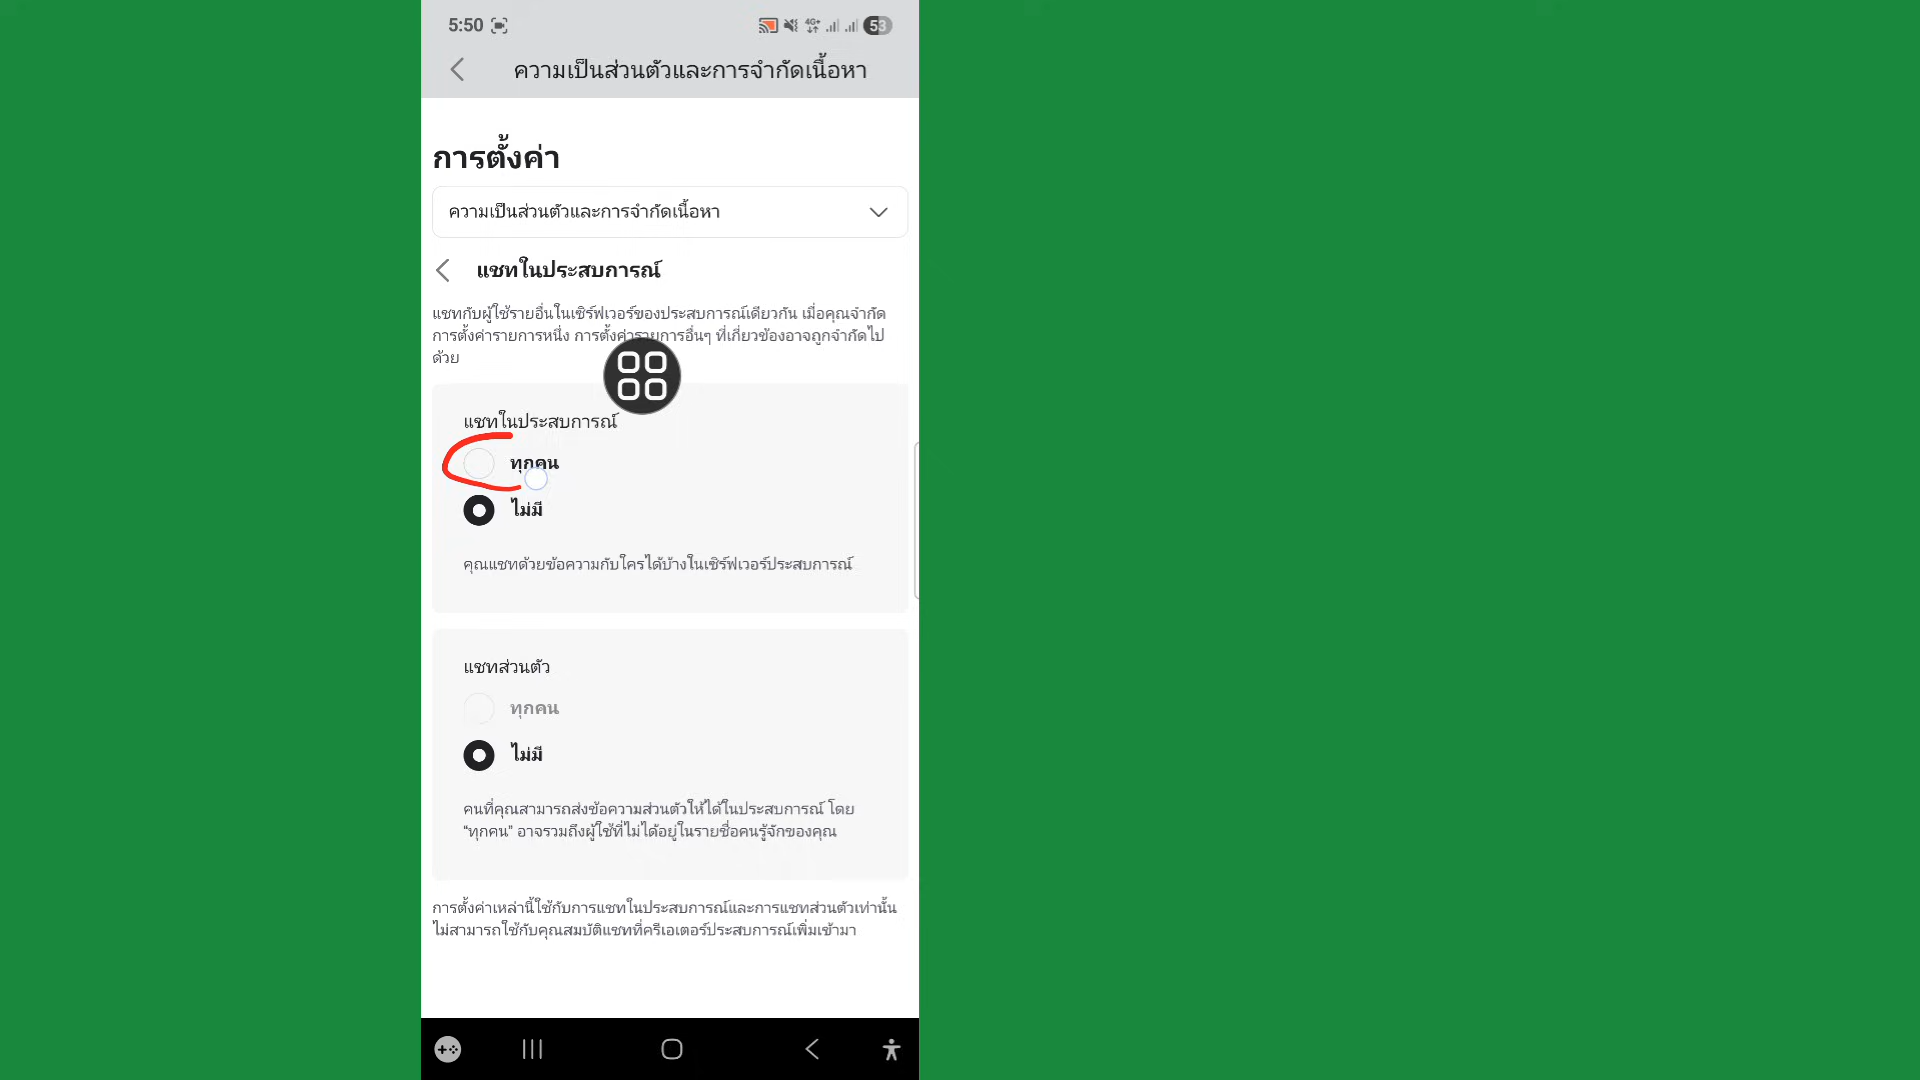 5:50
4G+
53
ความเป็นส่วนตัวและการจำกัดเนื้อหา
การตั้งค่า
ความเป็นส่วนตัวและการจำกัดเนื้อหา
แชทในประสบการณ์
แชทกับผู้ใช้รายอื่นในเซิร์ฟเวอร์ของประสบการณ์เดียวกัน เมื่อคุณจำกัด
การตั้งค่ารายการหนึ่ง การตั้งค่ารายการอื่นๆ ที่เกี่ยวข้องอาจถูกจำกัดไป
ด้วย
แชทในประสบการณ์
ทุกคน
ไม่มี
คุณแชทด้วยข้อความกับใครได้บ้างในเซิร์ฟเวอร์ประสบการณ์
แชทส่วนตัว
ทุกคน
ไม่มี
คนที่คุณสามารถส่งข้อความส่วนตัวให้ได้ในประสบการณ์ โดย
“ทุกคน” อาจรวมถึงผู้ใช้ที่ไม่ได้อยู่ในรายชื่อคนรู้จักของคุณ
การตั้งค่าเหล่านี้ใช้กับการแชทในประสบการณ์และการแชทส่วนตัวเท่านั้น
ไม่สามารถใช้กับคุณสมบัติแชทที่ครีเอเตอร์ประสบการณ์เพิ่มเข้ามา